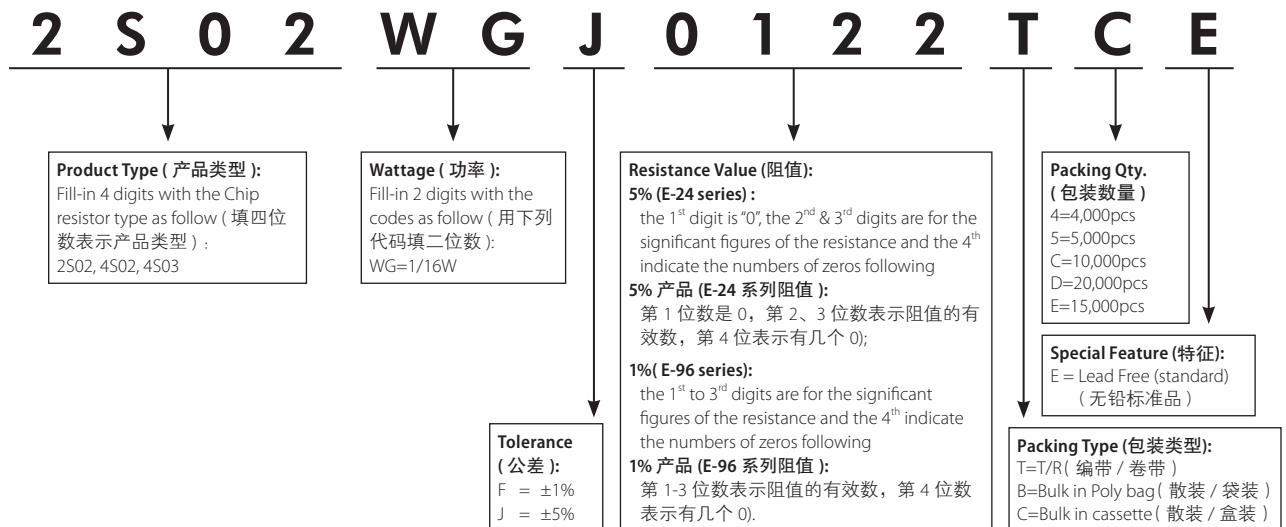 2 S 0 2 W G J 0 1 2 2 T C E
Product Type ( 产品类型 ):
Fill-in 4 digits with the Chip
resistor type as follow ( 填四位
数表示产品类型 ) :
2S02, 4S02, 4S03
Wattage ( 功率 ):
Fill-in 2 digits with the
codes as follow ( 用下列
代码填二位数 ):
WG=1/16W
Tolerance
( 公差 ):
F = ±1%
J = ±5%
Resistance Value (阻值):
5% (E-24 series) :
the 1st digit is "0", the 2nd & 3rd digits are for the
significant figures of the resistance and the 4th
indicate the numbers of zeros following
5% 产品 (E-24 系列阻值 ):
第 1 位数是 0，第 2、3 位数表示阻值的有
效数，第 4 位表示有几个 0);
1%( E-96 series):
the 1st to 3rd digits are for the significant
figures of the resistance and the 4th indicate
the numbers of zeros following
1% 产品 (E-96 系列阻值 ):
第 1-3 位数表示阻值的有效数，第 4 位数
表示有几个 0).
Packing Qty.
( 包装数量 )
4=4,000pcs
5=5,000pcs
C=10,000pcs
D=20,000pcs
E=15,000pcs
Special Feature (特征):
E = Lead Free (standard)
( 无铅标准品 )
Packing Type (包装类型):
T=T/R( 编带 / 卷带 )
B=Bulk in Poly bag( 散装 / 袋装 )
C=Bulk in cassette( 散装 / 盒装 )